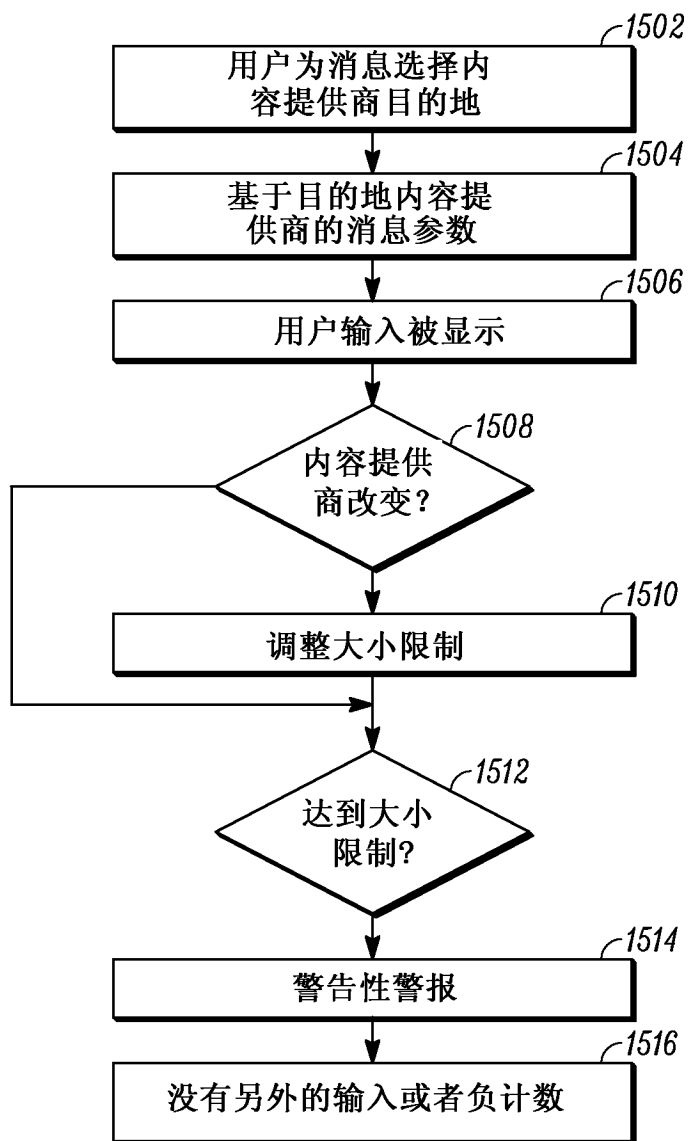 1502
用户为消息选择内
容提供商目的地
1504
基于目的地内容提
供商的消息参数
1506
用户输入被显示
1508
内容提供
商改变?
1510
调整大小限制
1512
达到大小
限制?
1514
警告性警报
1516
没有另外的输入或者负计数